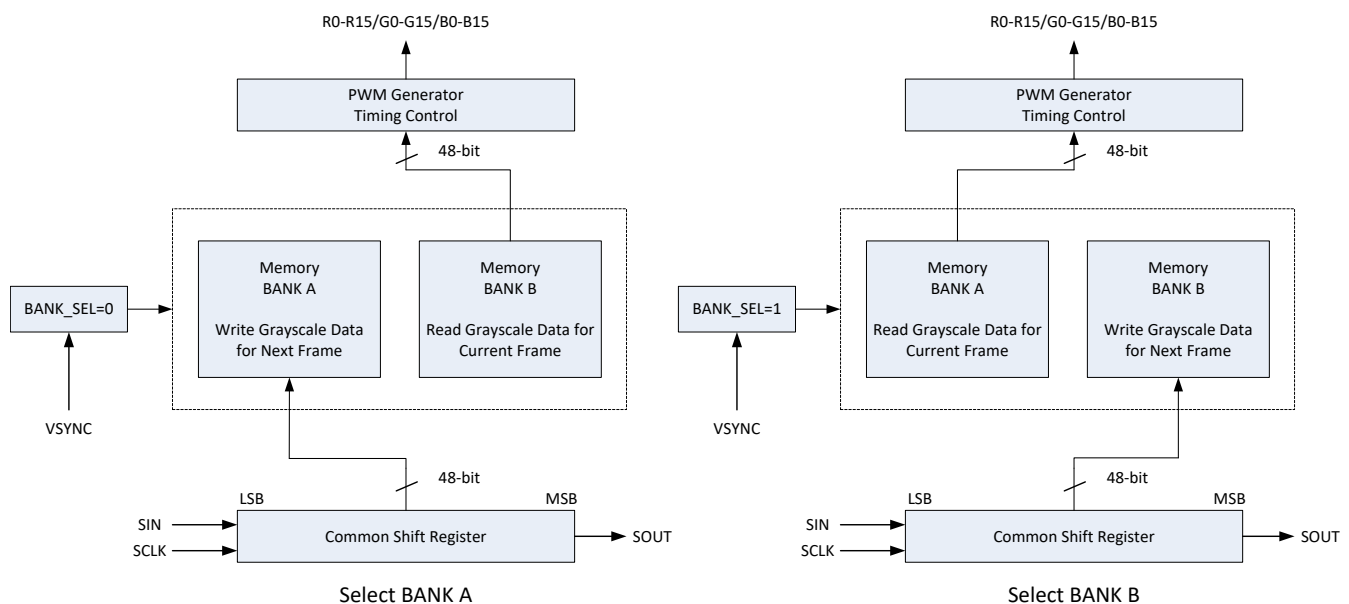 R0-R15/G0-G15/B0-B15
PWM Generator
Timing Control
48-bit
Memory
BANK A
Write Grayscale Data
for Next Frame
Memory
BANK B
Read Grayscale Data for
Current Frame
BANK_SEL=0
VSYNC
48-bit
LSB
MSB
SIN
SCLK
Common Shift Register
SOUT
Select BANK A
R0-R15/G0-G15/B0-B15
PWM Generator
Timing Control
48-bit
Memory
BANK A
Read Grayscale Data for
Current Frame
Memory
BANK B
Write Grayscale Data
for Next Frame
BANK_SEL=1
VSYNC
48-bit
LSB
MSB
SIN
SCLK
Common Shift Register
SOUT
Select BANK B